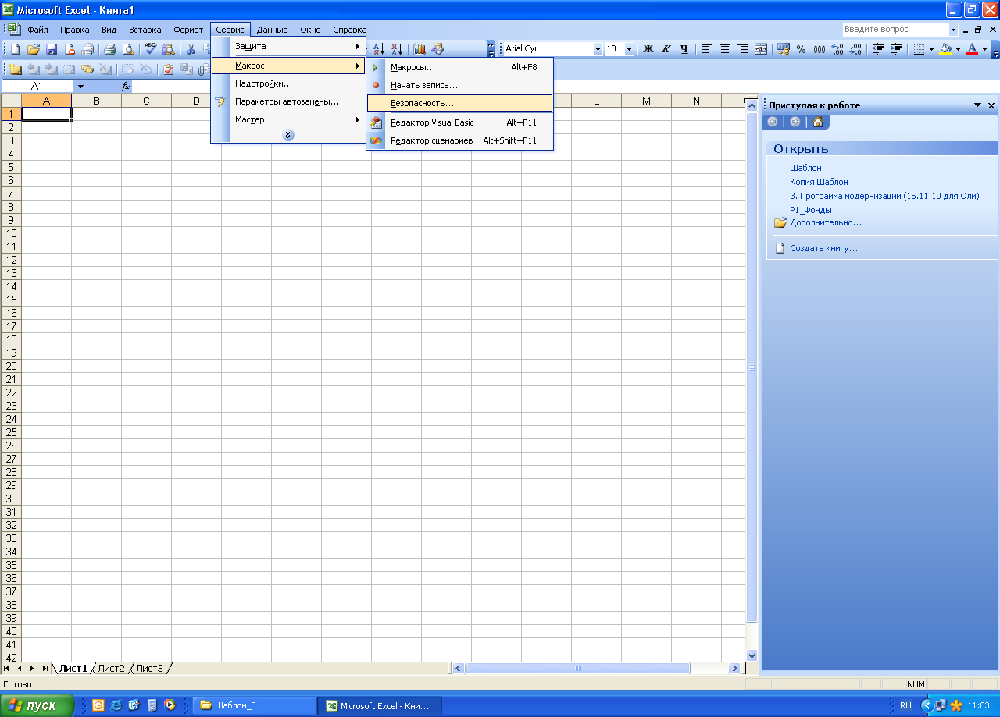 Microsoft Excel - Книга1
Файл Правка Вид Вставка Формат Сервис Данные Окно Справка Введите вопрос
Arial Cyr 10 Ж К Ч % 000
A1 fx
Защита
Макрос
Надстройки...
Параметры автозамены...
Мастер
Макросы... Alt+F8
Начать запись...
Безопасность...
Редактор Visual Basic Alt+F11
Редактор сценариев Alt+Shift+F11
A B C D L M N
1
2
3
4
5
6
7
8
9
10
11
12
13
14
15
16
17
18
19
20
21
22
23
24
25
26
27
28
29
30
31
32
33
34
35
36
37
38
39
40
41
42
Приступая к работе
Открыть
Шаблон
Копия Шаблон
3. Программа модернизации (15.11.10 для Оли)
P1_Фонды
Дополнительно...
Создать книгу...
Лист1 Лист2 Лист3
Готово NUM
пуск Шаблон_5 Microsoft Excel - Кни... RU 11:03